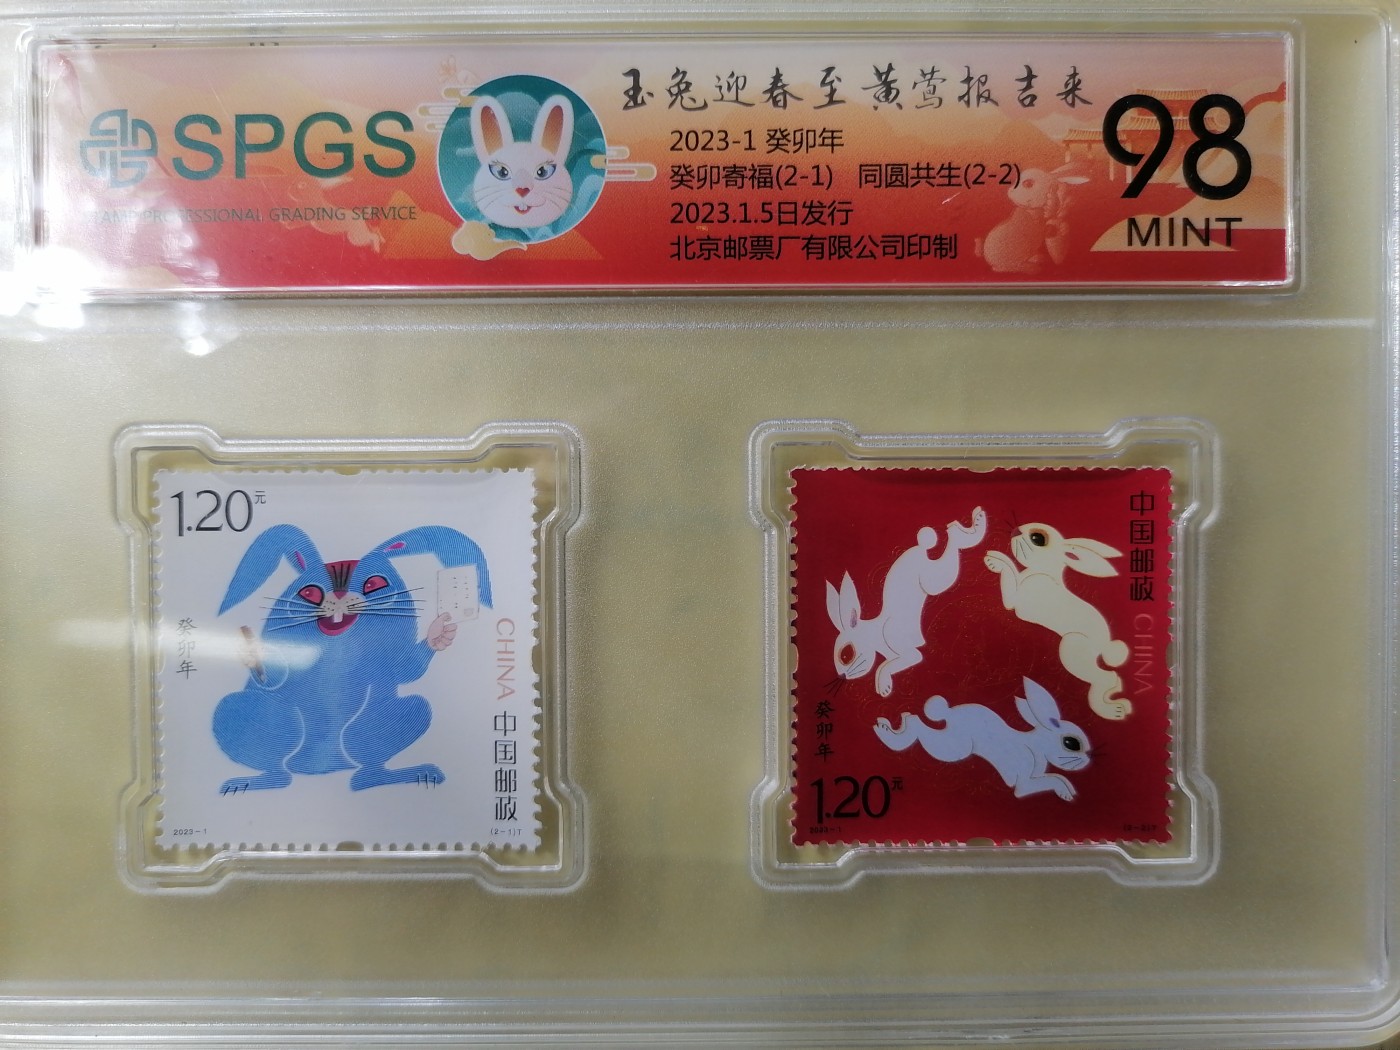 SPGS
STAMP PROFESSIONAL GRADING SERVICE
玉兔迎春至 黄莺报吉来
2023-1 癸卯年
癸卯寄福(2-1) 同圆共生(2-2)
2023.1.5日发行
北京邮票厂有限公司印制
98
MINT
1.20元
癸卯年
CHINA
中国邮政
2023-1
(2-1)T
中国邮政
CHINA
癸卯年
1.20元
2023-1
(2-2)T